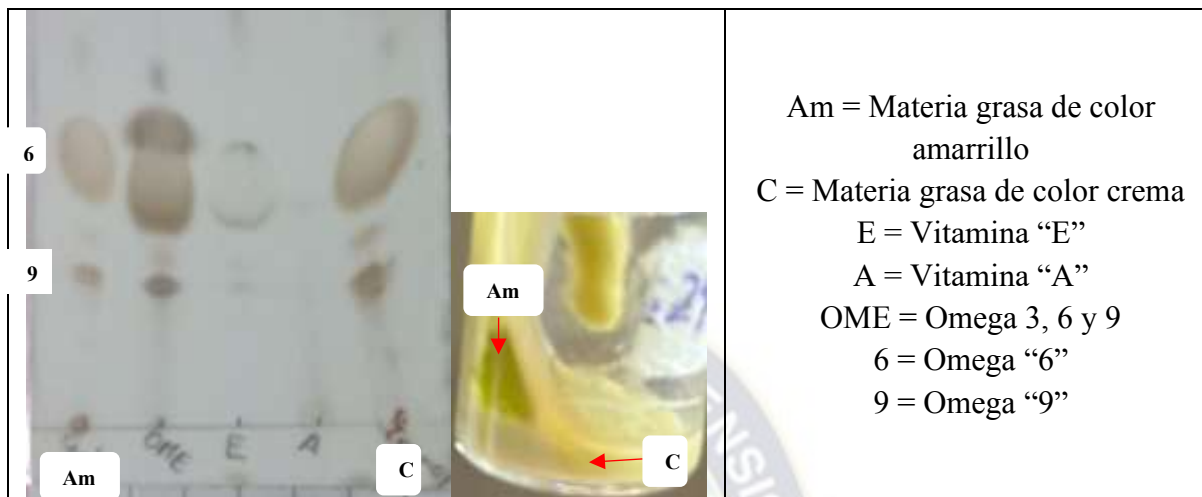 6
9
OME
E
A
Am
C
Am
C
Am = Materia grasa de color
amarrillo
C = Materia grasa de color crema
E = Vitamina “E”
A = Vitamina “A”
OME = Omega 3, 6 y 9
6 = Omega “6”
9 = Omega “9”